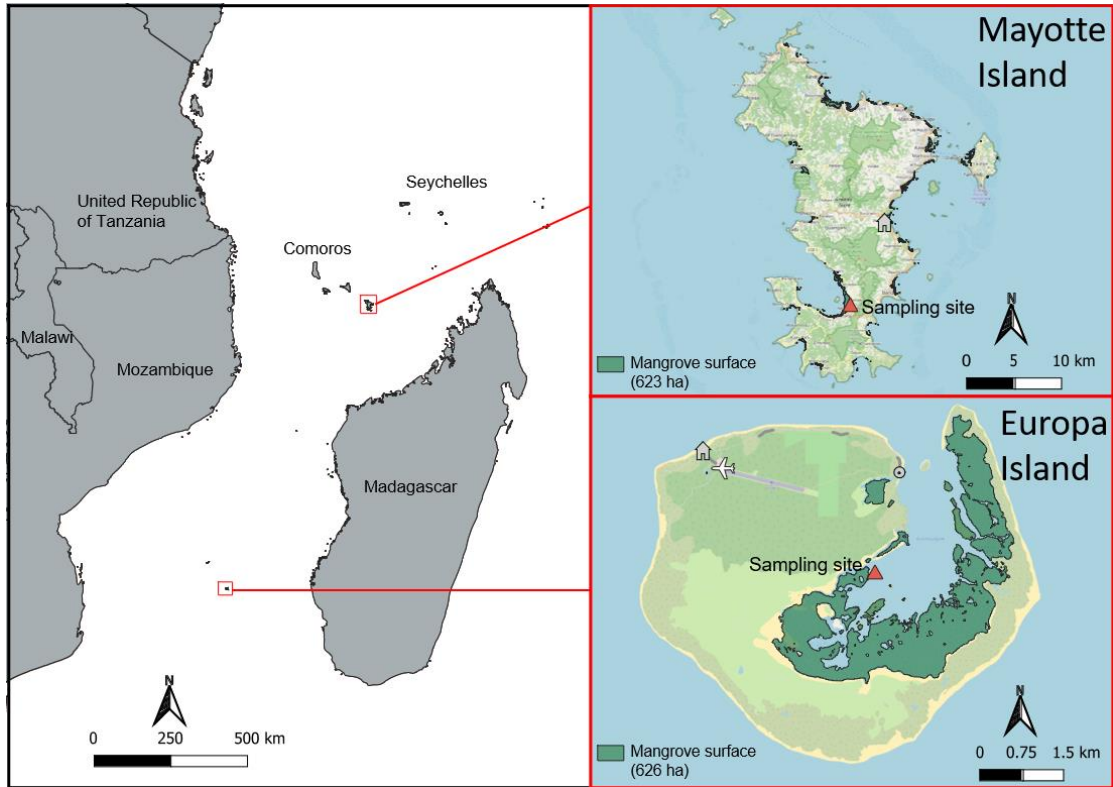 United Republic
of Tanzania
Seychelles
Comoros
Malawi
Mozambique
Madagascar
N
0 250 500 km
Mayotte
Island
Sampling site
N
0 5 10 km
Mangrove surface
(623 ha)
Europa
Island
Sampling site
N
0 0.75 1.5 km
Mangrove surface
(626 ha)